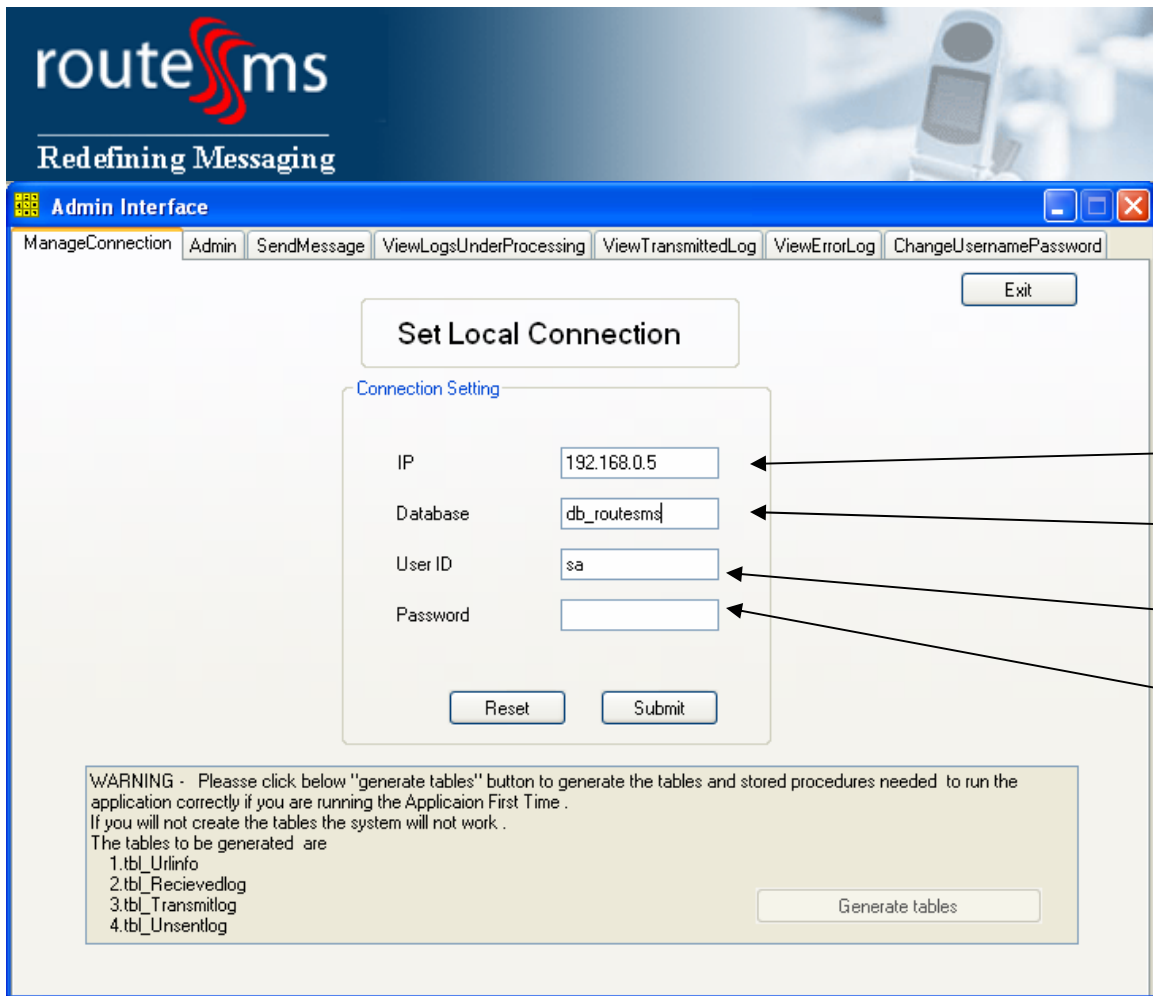 routesms
Redefining Messaging
Admin Interface
ManageConnection Admin SendMessage ViewLogsUnderProcessing ViewTransmittedLog ViewErrorLog ChangeUsernamePassword
Exit
Set Local Connection
Connection Setting
IP 192.168.0.5
Database db_routesms
User ID sa
Password
Reset Submit
WARNING - Pleasse click below "generate tables" button to generate the tables and stored procedures needed to run the
application correctly if you are running the Applicaion First Time .
If you will not create the tables the system will not work .
The tables to be generated are
1.tbl_Urlinfo
2.tbl_Recievedlog
3.tbl_Transmitlog
4.tbl_Unsentlog
Generate tables